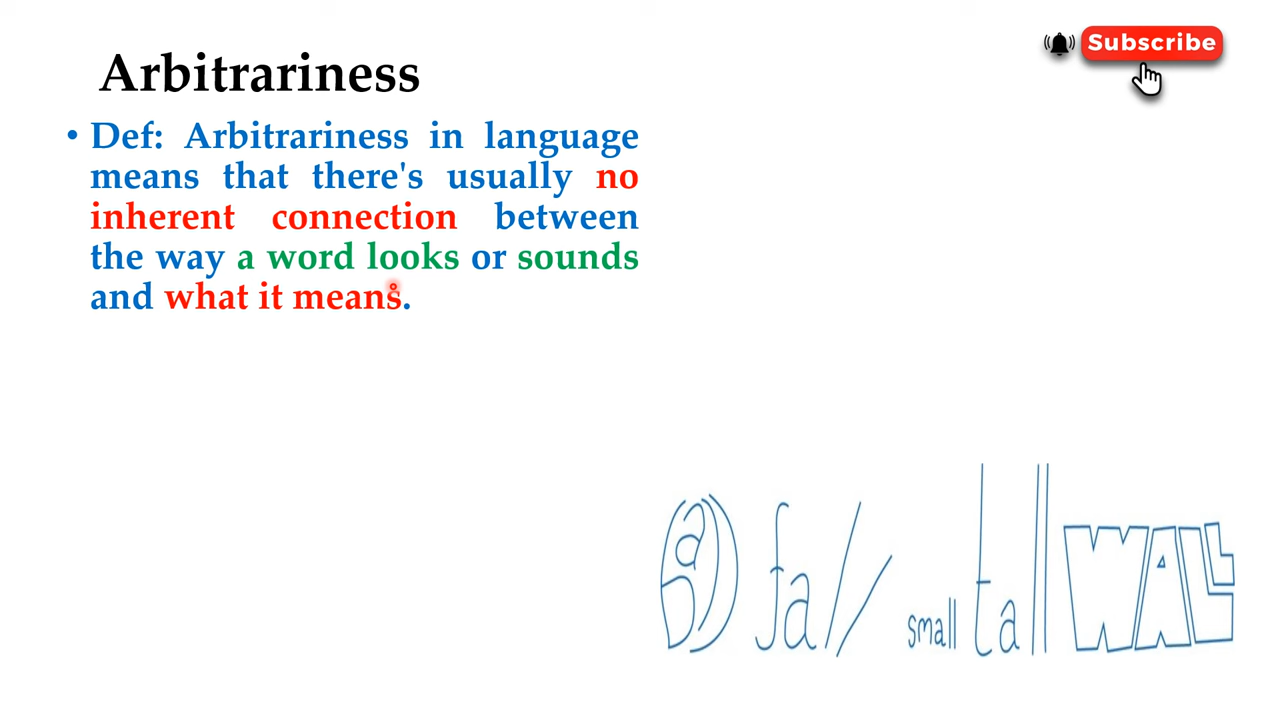 Subscribe
Arbitrariness
• Def: Arbitrariness in language
means that there's usually no
inherent connection between
the way a word looks or sounds
and what it means.
ball fall small tall WALL